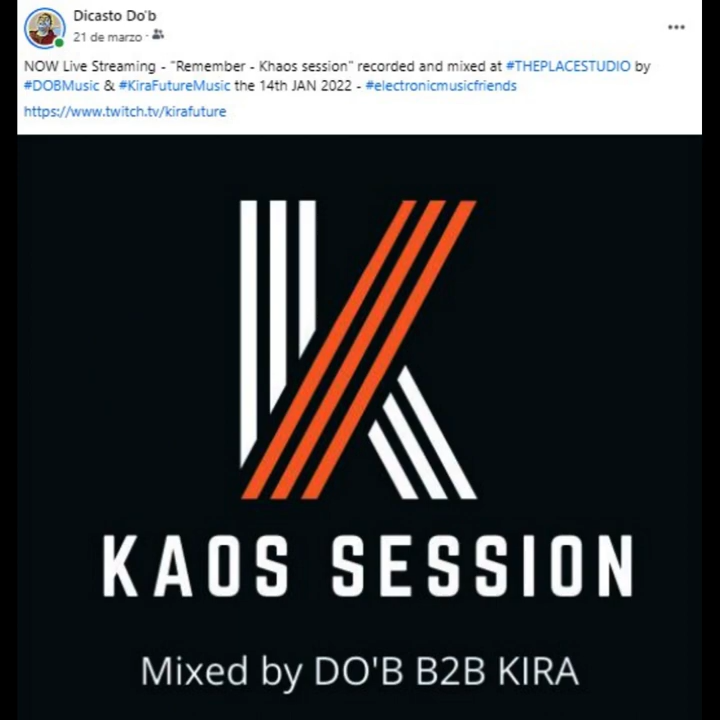 Dicasto Do'b
21 de marzo ·
NOW Live Streaming - "Remember - Khaos session" recorded and mixed at #THEPLACESTUDIO by
#DOBMusic & #KiraFutureMusic the 14th JAN 2022 - #electronicmusicfriends
https://www.twitch.tv/kirafuture
K
KAOS SESSION
Mixed by DO'B B2B KIRA